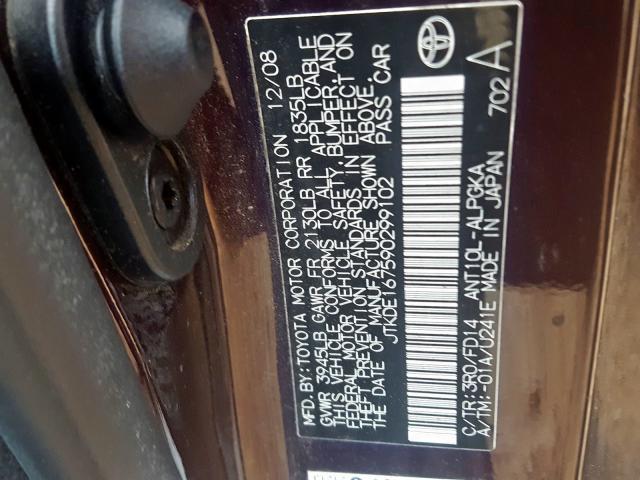 MFD.BY:TOYOTA MOTOR CORPORATION 12/08
GVWR 3945LB GAWR FR 2130LB RR 1835LB
THIS VEHICLE CONFORMS TO ALL APPLICABLE
FEDERAL MOTOR VEHICLE SAFETY, BUMPER, AND
THEFT PREVENTION STANDARDS IN EFFECT ON
THE DATE OF MANUFACTURE SHOWN ABOVE.
JTKDE167590299102 PASS CAR
C/TR:3R0/FD14 ANT10L-ALPGKA
A/TM:-01A/U241E MADE IN JAPAN 702 A